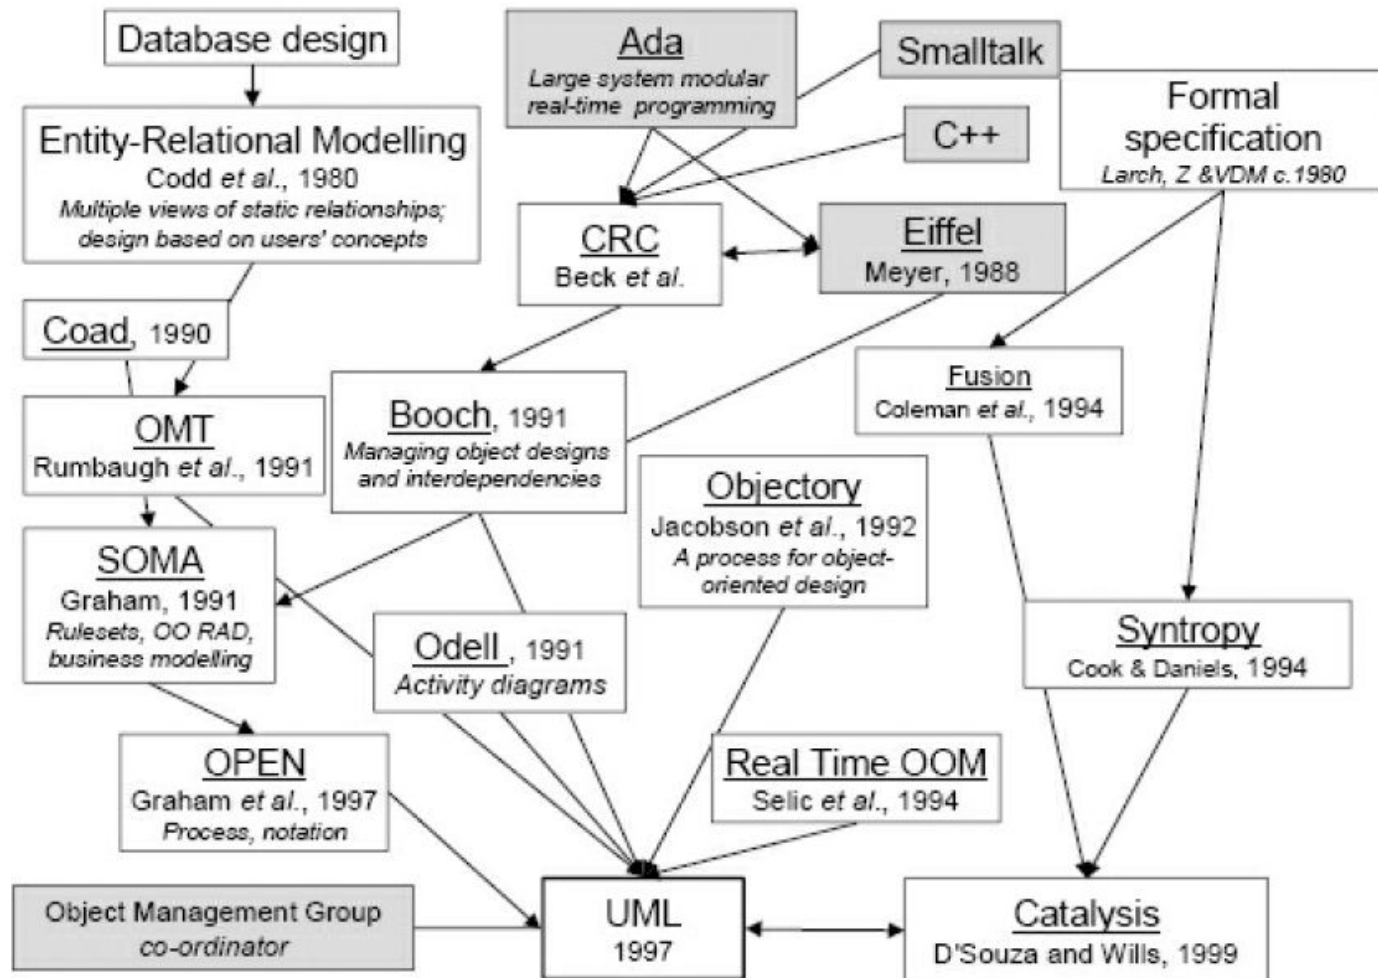 Database design
Ada
Large system modular
real-time programming
Smalltalk
Formal
specification
Larch, Z &VDM c.1980
C++
Entity-Relational Modelling
Codd et al., 1980
Multiple views of static relationships;
design based on users' concepts
CRC
Beck et al.
Eiffel
Meyer, 1988
Coad, 1990
Fusion
Coleman et al., 1994
Booch, 1991
Managing object designs
and interdependencies
OMT
Rumbaugh et al., 1991
Objectory
Jacobson et al., 1992
A process for object-
oriented design
SOMA
Graham, 1991
Rulesets, OO RAD,
business modelling
Odell , 1991
Activity diagrams
Syntropy
Cook & Daniels, 1994
OPEN
Graham et al., 1997
Process, notation
Real Time OOM
Selic et al., 1994
Object Management Group
co-ordinator
UML
1997
Catalysis
D'Souza and Wills, 1999